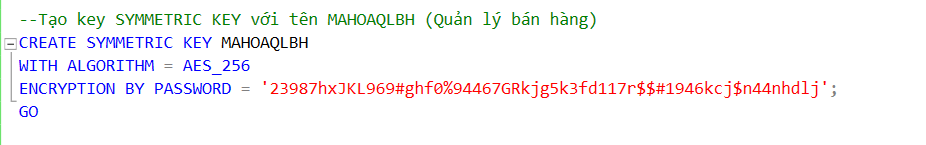 --Tạo key SYMMETRIC KEY với tên MAHOAQLBH (Quản lý bán hàng)
CREATE SYMMETRIC KEY MAHOAQLBH
WITH ALGORITHM = AES_256
ENCRYPTION BY PASSWORD = '23987hxJKL969#ghf0%94467GRkjg5k3fd117r$$#1946kcj$n44nhdlj';
GO